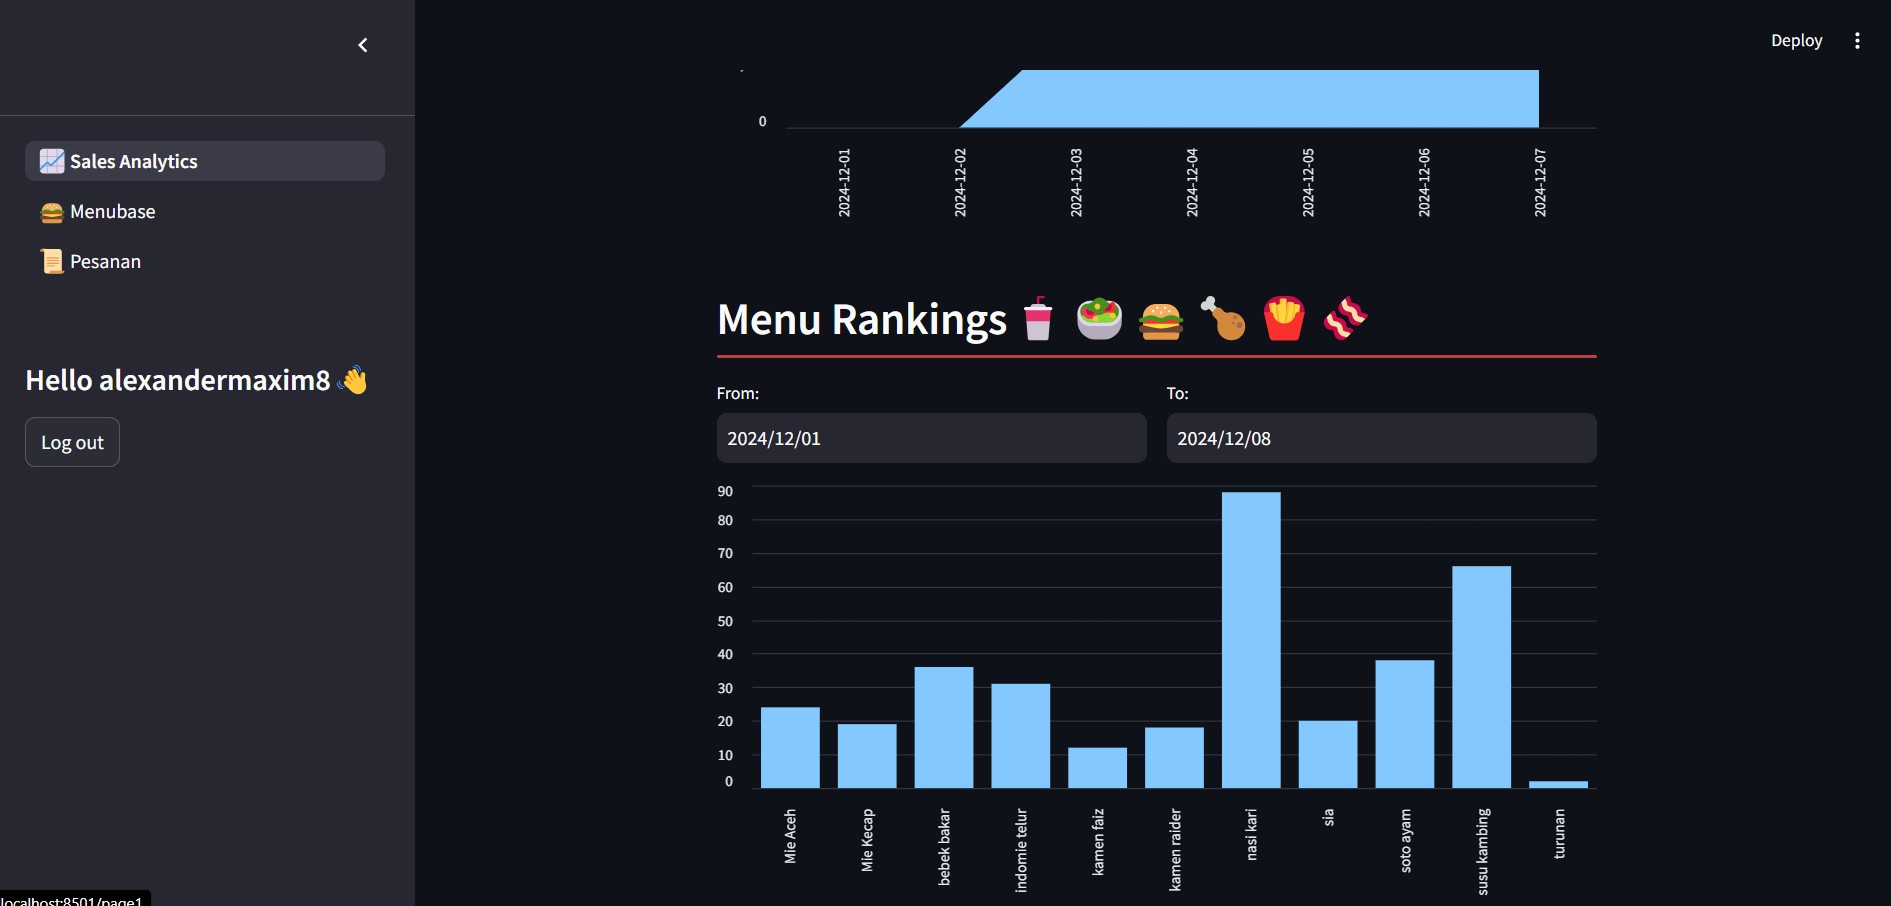 Deploy
📈 Sales Analytics
🍔 Menubase
📜 Pesanan
Hello alexandermaxim8 👋
Log out
0
2024-12-01
2024-12-02
2024-12-03
2024-12-04
2024-12-05
2024-12-06
2024-12-07
Menu Rankings 🥤 🥗 🍔 🍗 🍟 🥓
From:
To:
2024/12/01
2024/12/08
90
80
70
60
50
40
30
20
10
0
Mie Aceh
Mie Kecap
bebek bakar
indomie telur
kamen faiz
kamen raider
nasi kari
sia
soto ayam
susu kambing
turunan
localhost:8501/page1